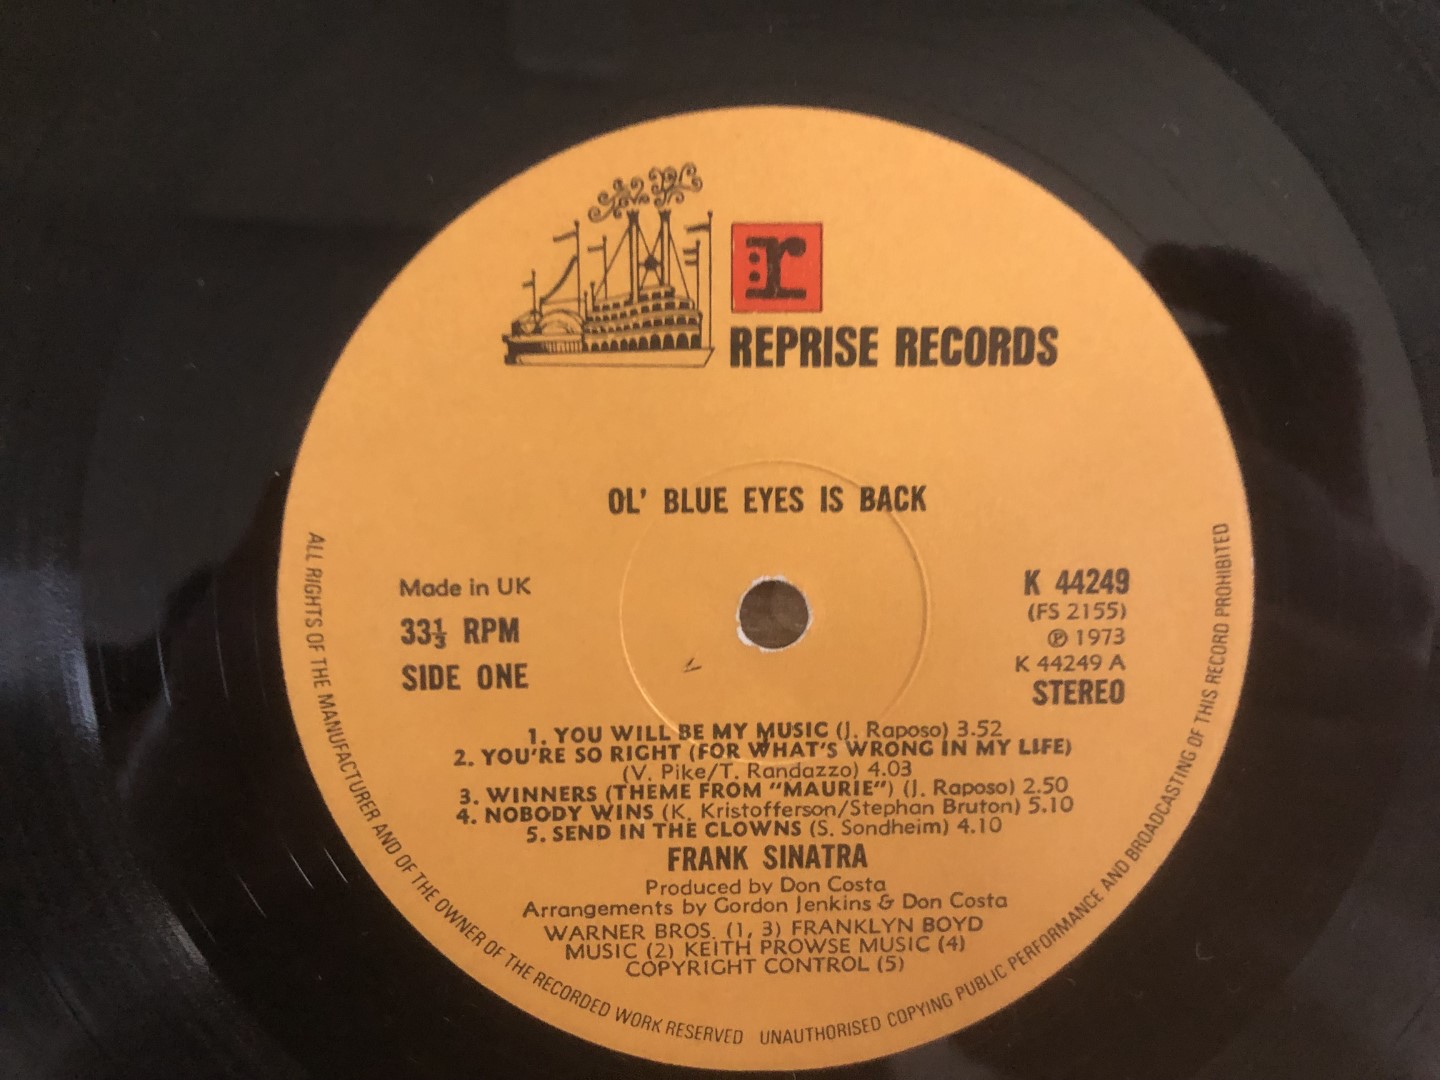 r
REPRISE RECORDS
OL' BLUE EYES IS BACK
Made in UK
33⅓ RPM
SIDE ONE
K 44249
(FS 2155)
℗ 1973
K 44249 A
STEREO
1. YOU WILL BE MY MUSIC (J. Raposo) 3.52
2. YOU'RE SO RIGHT (FOR WHAT'S WRONG IN MY LIFE)
(V. Pike/T. Randazzo) 4.03
3. WINNERS (THEME FROM "MAURIE") (J. Raposo) 2.50
4. NOBODY WINS (K. Kristofferson/Stephan Bruton) 5.10
5. SEND IN THE CLOWNS (S. Sondheim) 4.10
FRANK SINATRA
Produced by Don Costa
Arrangements by Gordon Jenkins & Don Costa
WARNER BROS. (1, 3) FRANKLYN BOYD
MUSIC (2) KEITH PROWSE MUSIC (4)
COPYRIGHT CONTROL (5)
ALL RIGHTS OF THE MANUFACTURER AND OF THE OWNER OF THE RECORDED WORK RESERVED UNAUTHORISED COPYING PUBLIC PERFORMANCE AND BROADCASTING OF THIS RECORD PROHIBITED